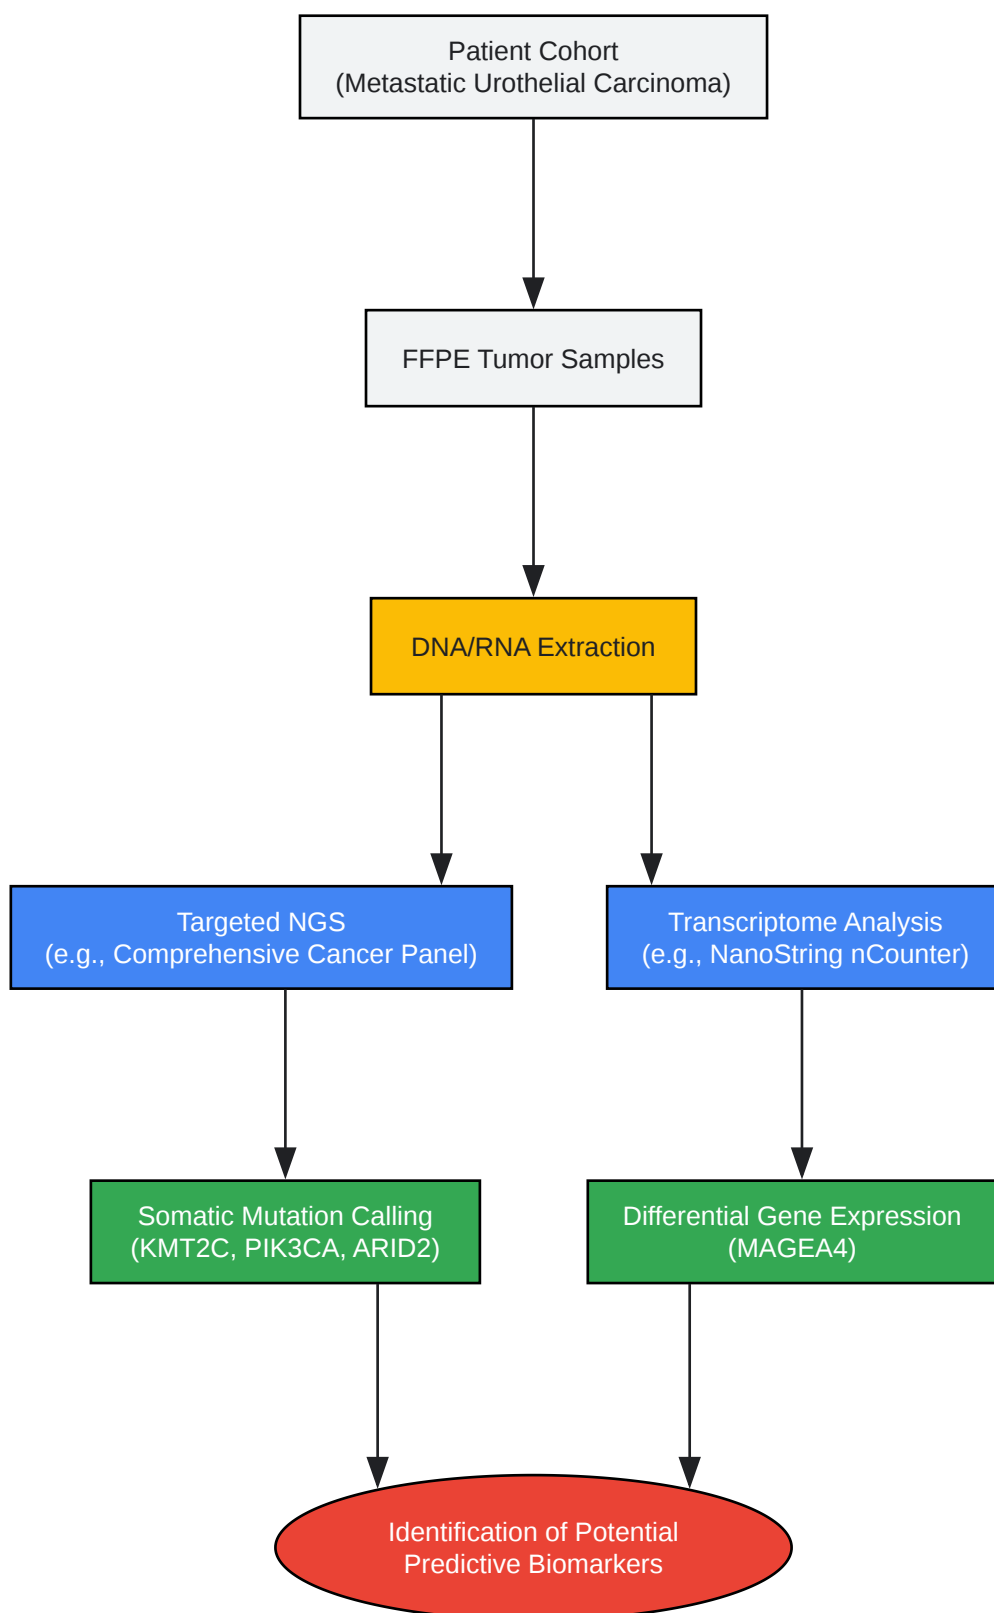 Patient Cohort
(Metastatic Urothelial Carcinoma)
FFPE Tumor Samples
DNA/RNA Extraction
Targeted NGS
(e.g., Comprehensive Cancer Panel)
Transcriptome Analysis
(e.g., NanoString nCounter)
Somatic Mutation Calling
(KMT2C, PIK3CA, ARID2)
Differential Gene Expression
(MAGEA4)
Identification of Potential
Predictive Biomarkers